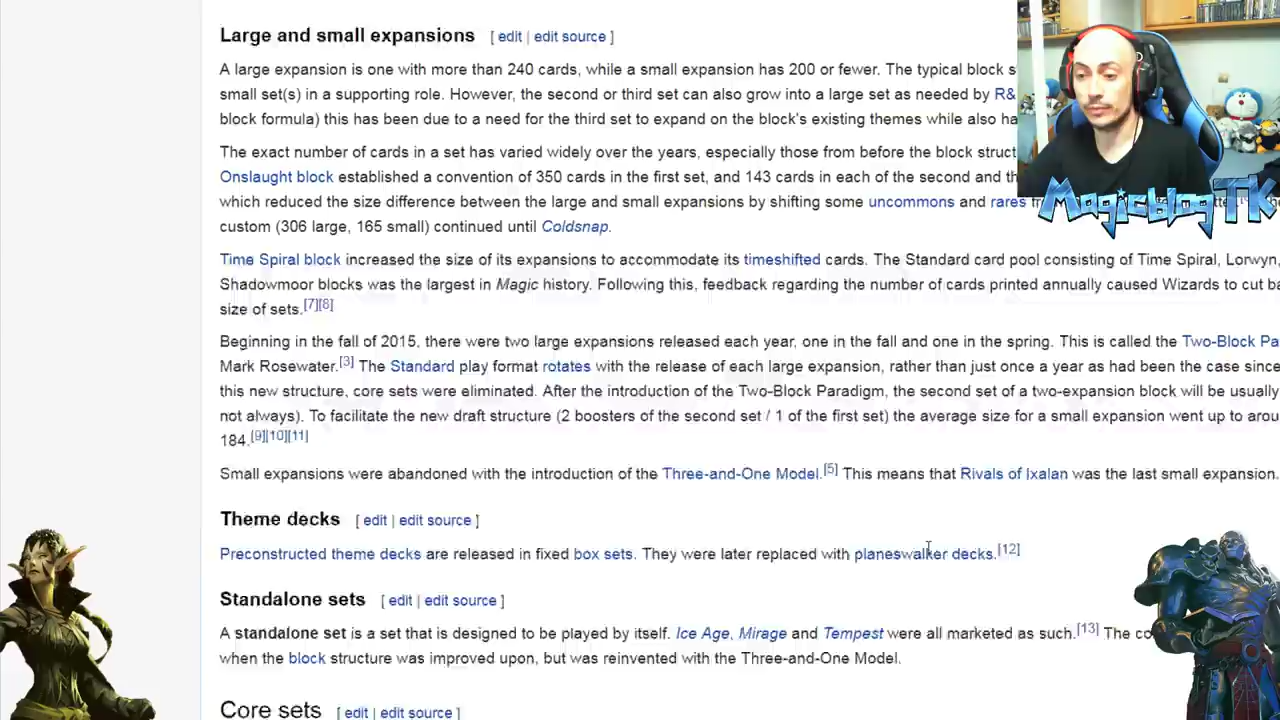 Large and small expansions [ edit | edit source ]
A large expansion is one with more than 240 cards, while a small expansion has 200 or fewer. The typical block s
small set(s) in a supporting role. However, the second or third set can also grow into a large set as needed by R&
block formula) this has been due to a need for the third set to expand on the block's existing themes while also ha
The exact number of cards in a set has varied widely over the years, especially those from before the block struct
Onslaught block established a convention of 350 cards in the first set, and 143 cards in each of the second and th
which reduced the size difference between the large and small expansions by shifting some uncommons and rares
custom (306 large, 165 small) continued until Coldsnap.
MagicblogTK
Time Spiral block increased the size of its expansions to accommodate its timeshifted cards. The Standard card pool consisting of Time Spiral, Lorwyn,
Shadowmoor blocks was the largest in Magic history. Following this, feedback regarding the number of cards printed annually caused Wizards to cut ba
size of sets.[7][8]
Beginning in the fall of 2015, there were two large expansions released each year, one in the fall and one in the spring. This is called the Two-Block Pa
Mark Rosewater.[3] The Standard play format rotates with the release of each large expansion, rather than just once a year as had been the case since
this new structure, core sets were eliminated. After the introduction of the Two-Block Paradigm, the second set of a two-expansion block will be usually
not always). To facilitate the new draft structure (2 boosters of the second set / 1 of the first set) the average size for a small expansion went up to arou
184.[9][10][11]
Small expansions were abandoned with the introduction of the Three-and-One Model.[5] This means that Rivals of Ixalan was the last small expansion.
Theme decks [ edit | edit source ]
Preconstructed theme decks are released in fixed box sets. They were later replaced with planeswalker decks.[12]
Standalone sets [ edit | edit source ]
A standalone set is a set that is designed to be played by itself. Ice Age, Mirage and Tempest were all marketed as such.[13] The co
when the block structure was improved upon, but was reinvented with the Three-and-One Model.
Core sets [ edit | edit source ]